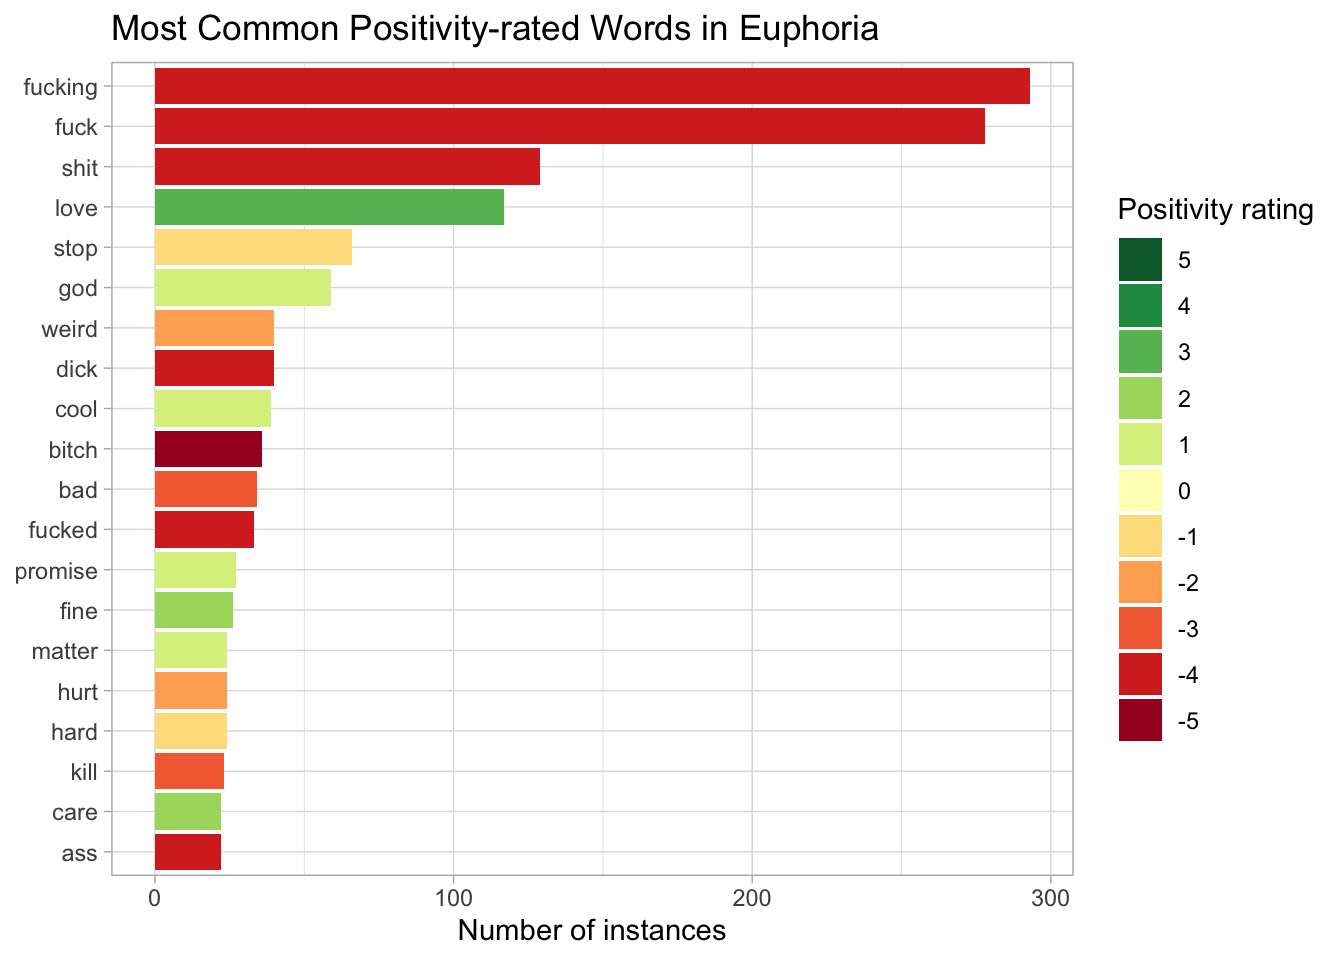 Most Common Positivity-rated Words in Euphoria
fucking
fuck
shit
love
stop
god
weird
dick
cool
bitch
bad
fucked
promise
fine
matter
hurt
hard
kill
care
ass
0 100 200 300
Number of instances
Positivity rating
5
4
3
2
1
0
-1
-2
-3
-4
-5